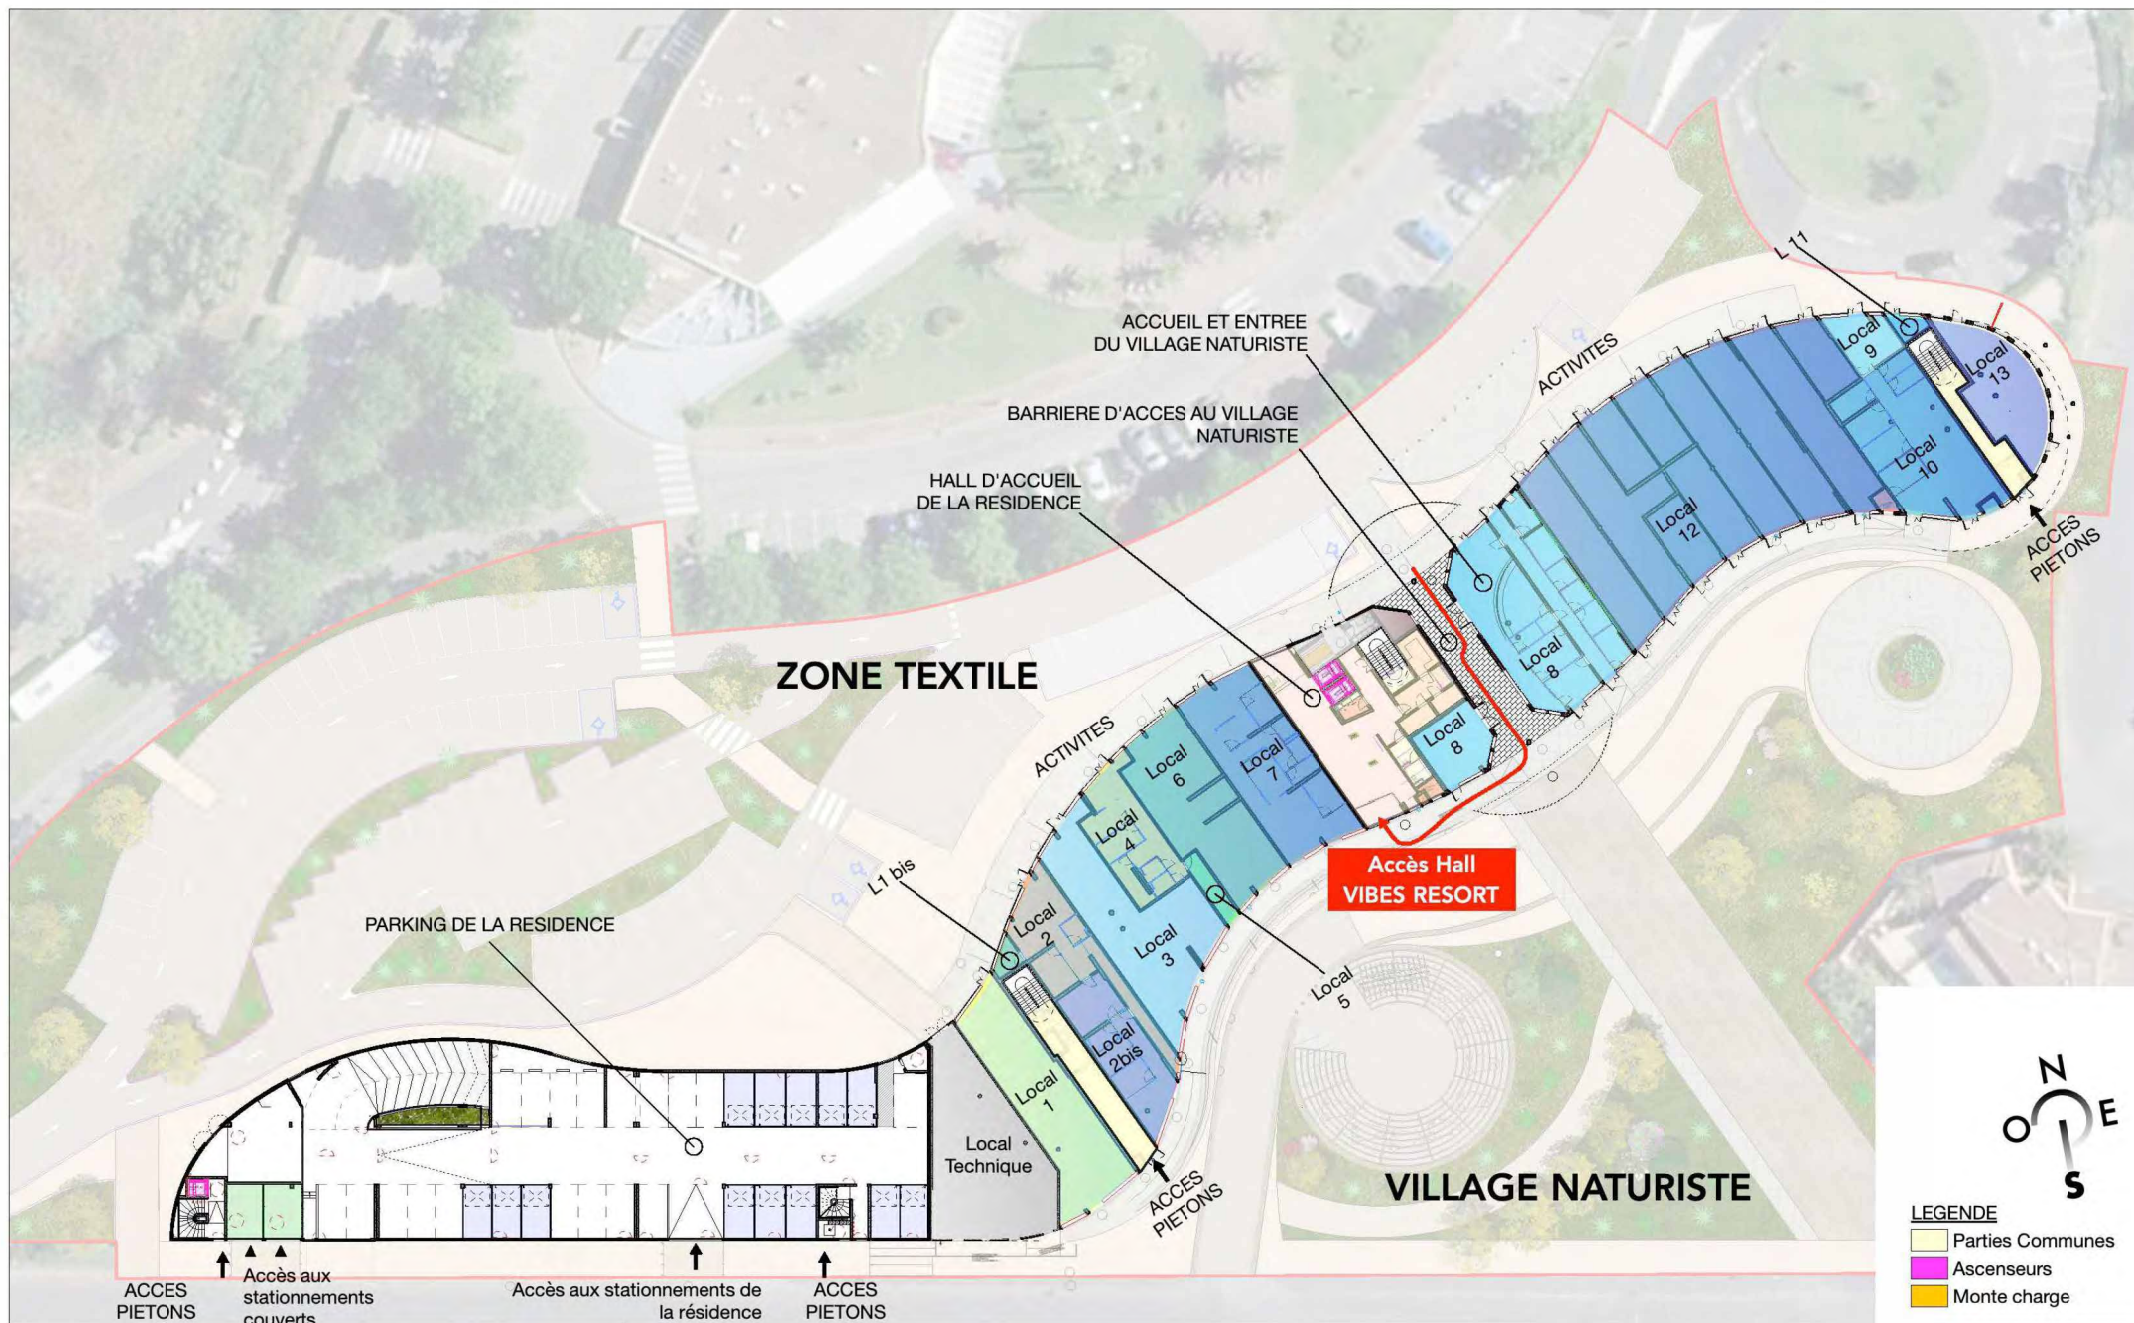 L 11
ACCUEIL ET ENTREE
DU VILLAGE NATURISTE
ACTIVITES
Local
9
Local
13
BARRIERE D'ACCES AU VILLAGE
NATURISTE
Local
10
HALL D'ACCUEIL
DE LA RESIDENCE
Local
12
ACCES
PIETONS
Local
8
ZONE TEXTILE
ACTIVITES
Local
6
Local
7
Local
8
Local
4
Accès Hall
VIBES RESORT
L1 bis
PARKING DE LA RESIDENCE
Local
2
Local
3
Local
5
Local
2bis
Local
1
Local
Technique
ACCES
PIETONS
VILLAGE NATURISTE
N
O
E
S
LEGENDE
Parties Communes
Ascenseurs
Monte charge
ACCES
PIETONS
Accès aux
stationnements
couverts
Accès aux stationnements de
la résidence
ACCES
PIETONS